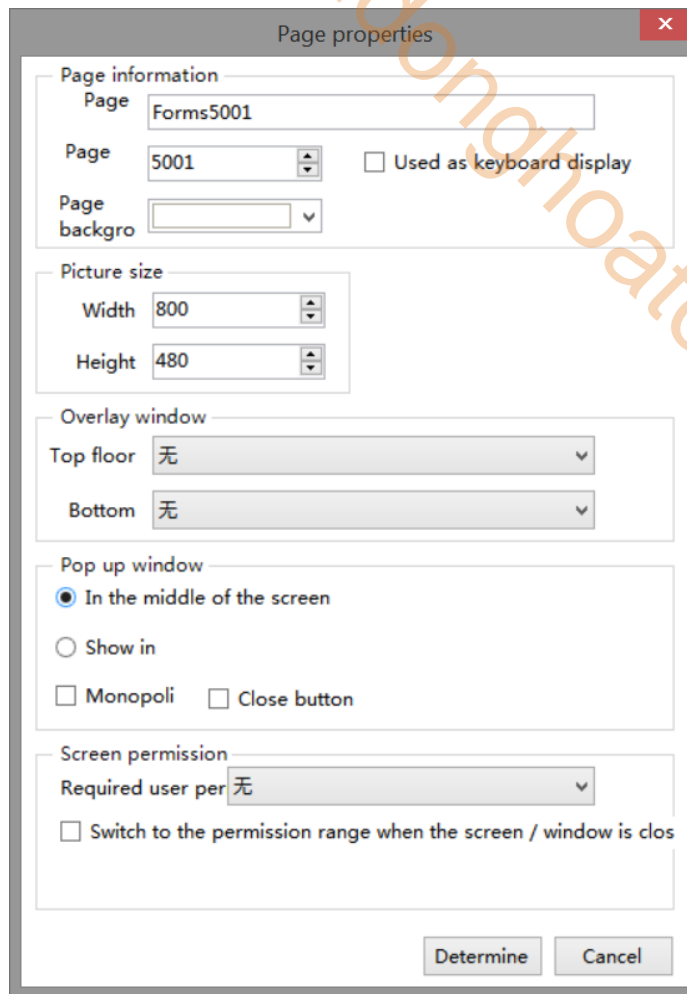 Page properties
Page information
Page
Forms5001
Page
5001
Used as keyboard display
Page
backgro
Picture size
Width 800
Height 480
Overlay window
Top floor 无
Bottom 无
Pop up window
In the middle of the screen
Show in
Monopoli Close button
Screen permission
Required user per 无
Switch to the permission range when the screen / window is clos
Determine Cancel